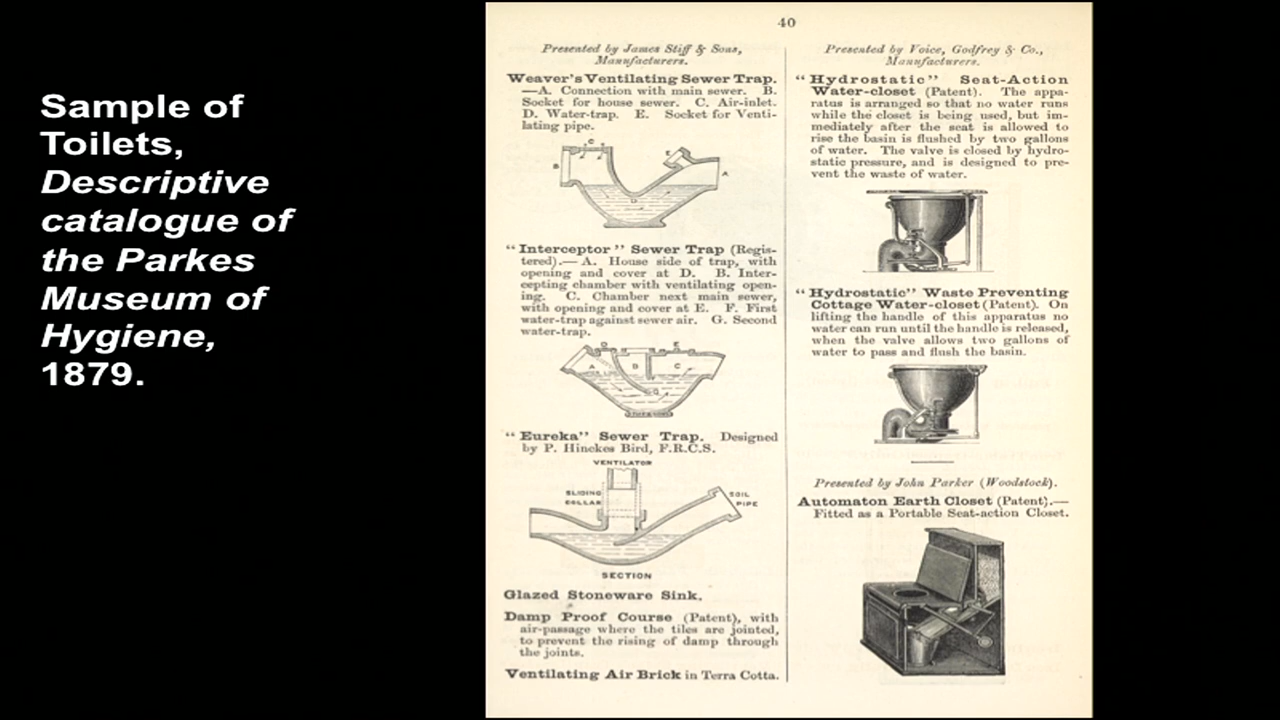 Sample of
Toilets,
Descriptive
catalogue of
the Parkes
Museum of
Hygiene,
1879.
40
Presented by James Stiff & Sons,
Manufacturers.
Weaver's Ventilating Sewer Trap.
—A. Connection with main sewer. B.
Socket for house sewer. C. Air-inlet.
D. Water-trap. E. Socket for Venti-
lating pipe.
C
B
E
A
D
"Interceptor" Sewer Trap (Regis-
tered).—A. House side of trap, with
opening and cover at D. B. Inter-
cepting chamber with ventilating open-
ing. C. Chamber next main sewer,
with opening and cover at E. F. First
water-trap against sewer air. G. Second
water-trap.
D E
A B C
"Eureka" Sewer Trap. Designed
by P. Hinckes Bird, F.R.C.S.
VENTILATOR
SLIDING
COLLAR
SOIL
PIPE
SECTION
Glazed Stoneware Sink.
Damp Proof Course (Patent), with
air-passage where the tiles are jointed,
to prevent the rising of damp through
the joints.
Ventilating Air Brick in Terra Cotta.
Presented by Voice, Godfrey & Co.,
Manufacturers.
"Hydrostatic" Seat-Action
Water-closet (Patent). The appa-
ratus is arranged so that no water runs
while the closet is being used, but im-
mediately after the seat is allowed to
rise the basin is flushed by two gallons
of water. The valve is closed by hydro-
static pressure, and is designed to pre-
vent the waste of water.
"Hydrostatic" Waste Preventing
Cottage Water-closet (Patent). On
lifting the handle of this apparatus no
water can run until the handle is released,
when the valve allows two gallons of
water to pass and flush the basin.
Presented by John Parker (Woodstock).
Automaton Earth Closet (Patent).—
Fitted as a Portable Seat-action Closet.